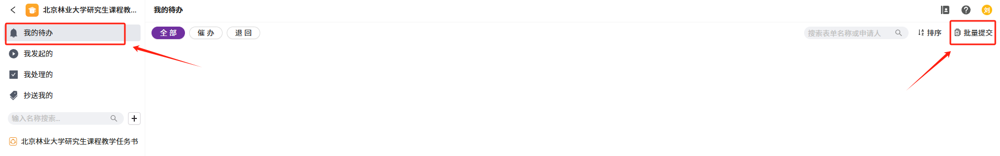 北京林业大学研究生课程教...
我的待办
刘
我的待办
全部 催办 退回
搜索表单名称或申请人
排序
批量提交
我发起的
我处理的
抄送我的
输入名称搜索...
北京林业大学研究生课程教学任务书